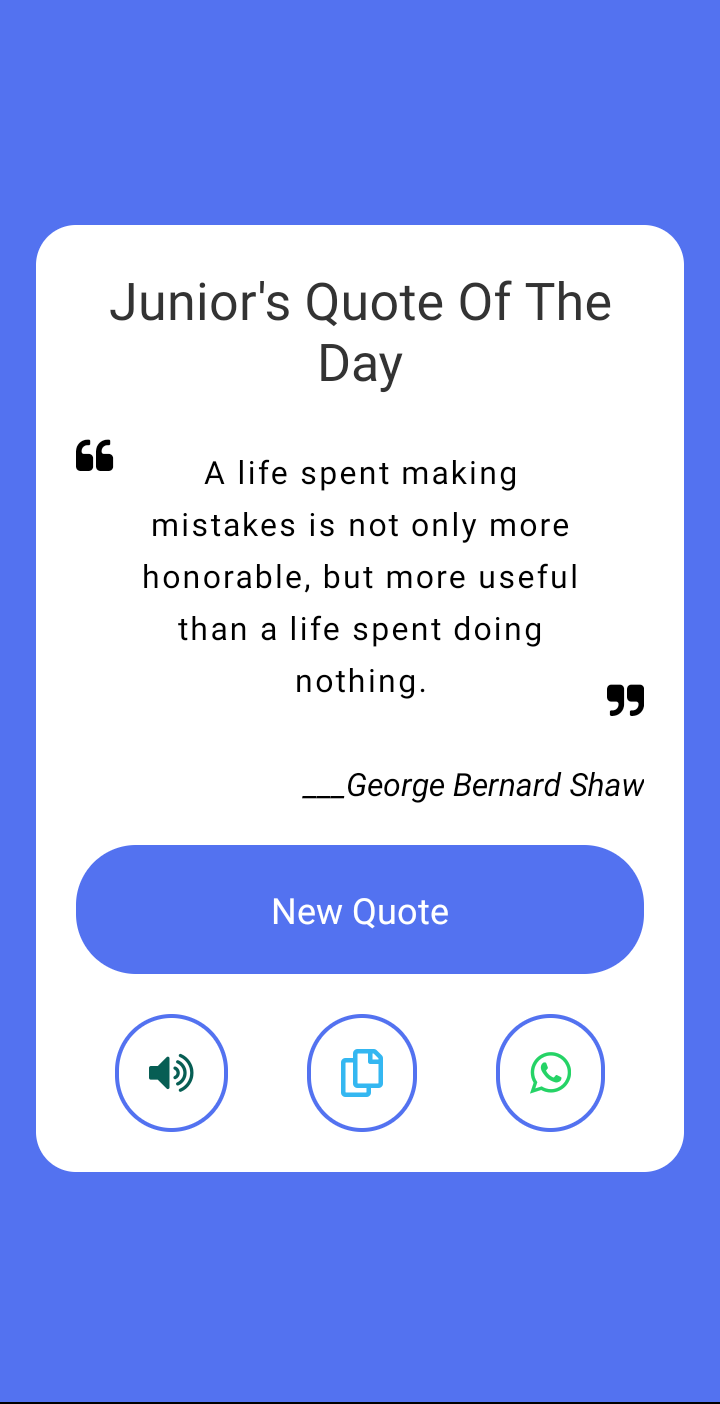 Junior's Quote Of The
Day
❝
A life spent making
mistakes is not only more
honorable, but more useful
than a life spent doing
nothing.
❞
___George Bernard Shaw
New Quote